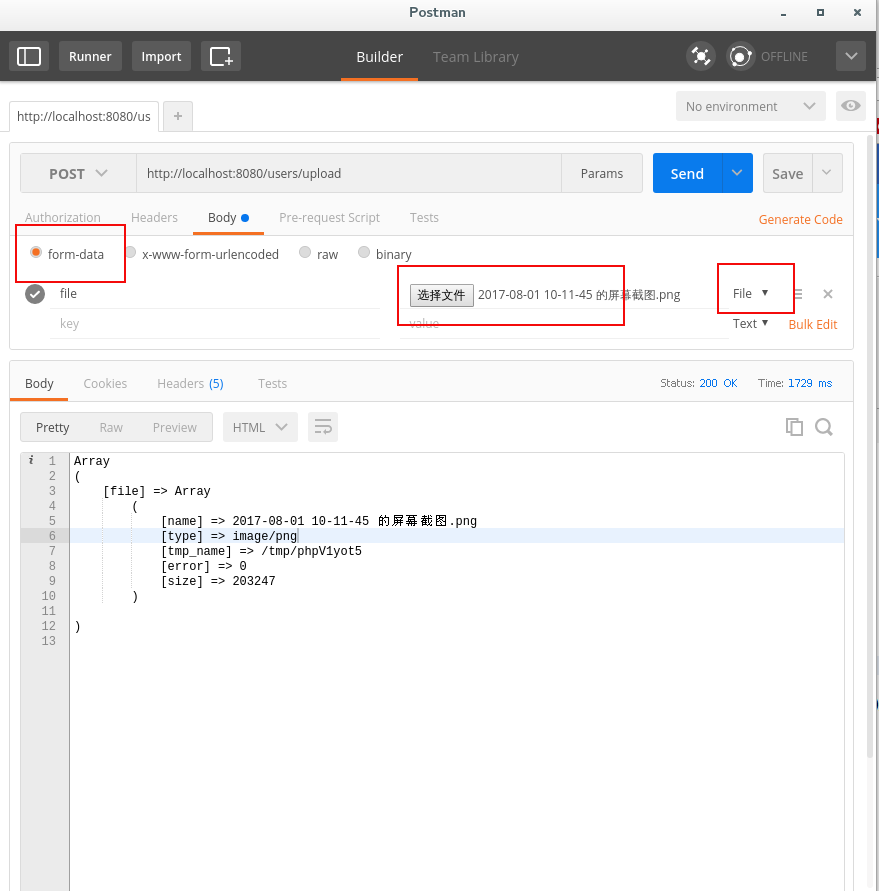 Postman
Runner Import Builder Team Library OFFLINE
http://localhost:8080/us + No environment
POST http://localhost:8080/users/upload Params Send Save
Authorization Headers Body Pre-request Script Tests Generate Code
form-data x-www-form-urlencoded raw binary
file 选择文件 2017-08-01 10-11-45 的屏幕截图.png File
key value Text Bulk Edit
Body Cookies Headers (5) Tests Status: 200 OK Time: 1729 ms
Pretty Raw Preview HTML
i 1 Array
2 (
3 [file] => Array
4 (
5 [name] => 2017-08-01 10-11-45 的屏幕截图.png
6 [type] => image/png
7 [tmp_name] => /tmp/phpV1yot5
8 [error] => 0
9 [size] => 203247
10 )
11
12 )
13